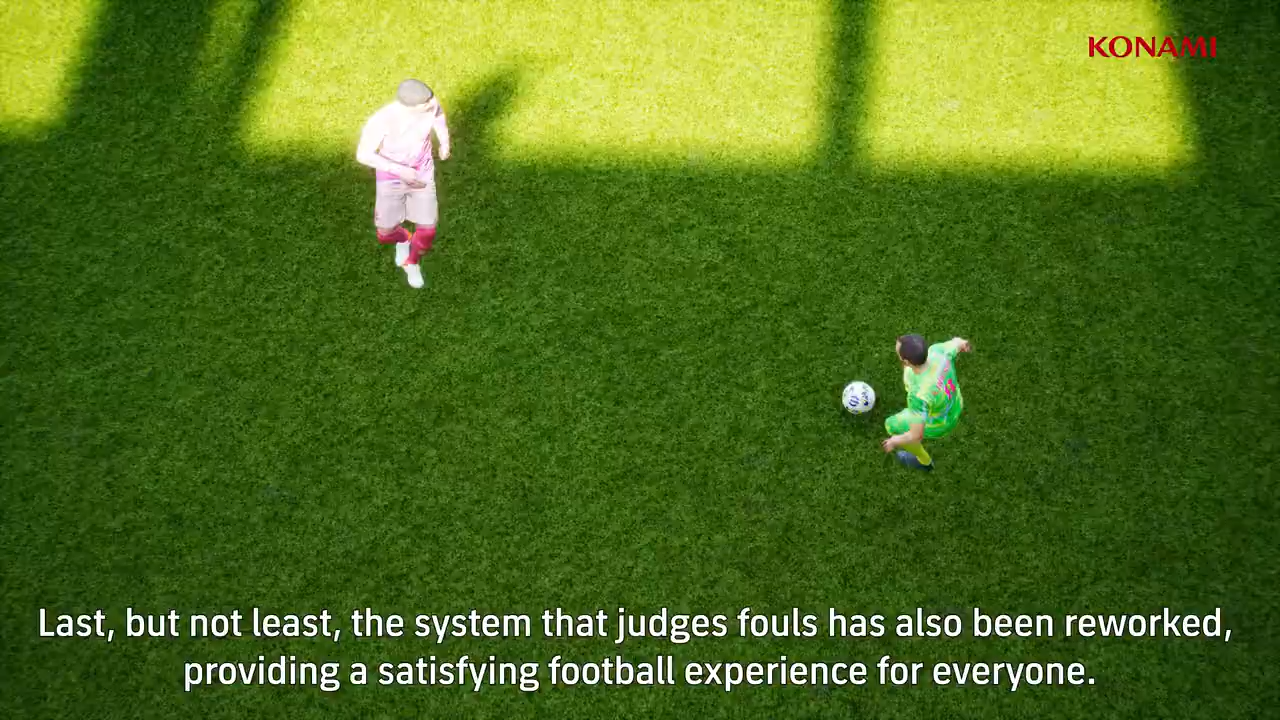 KONAMI
Last, but not least, the system that judges fouls has also been reworked,
providing a satisfying football experience for everyone.